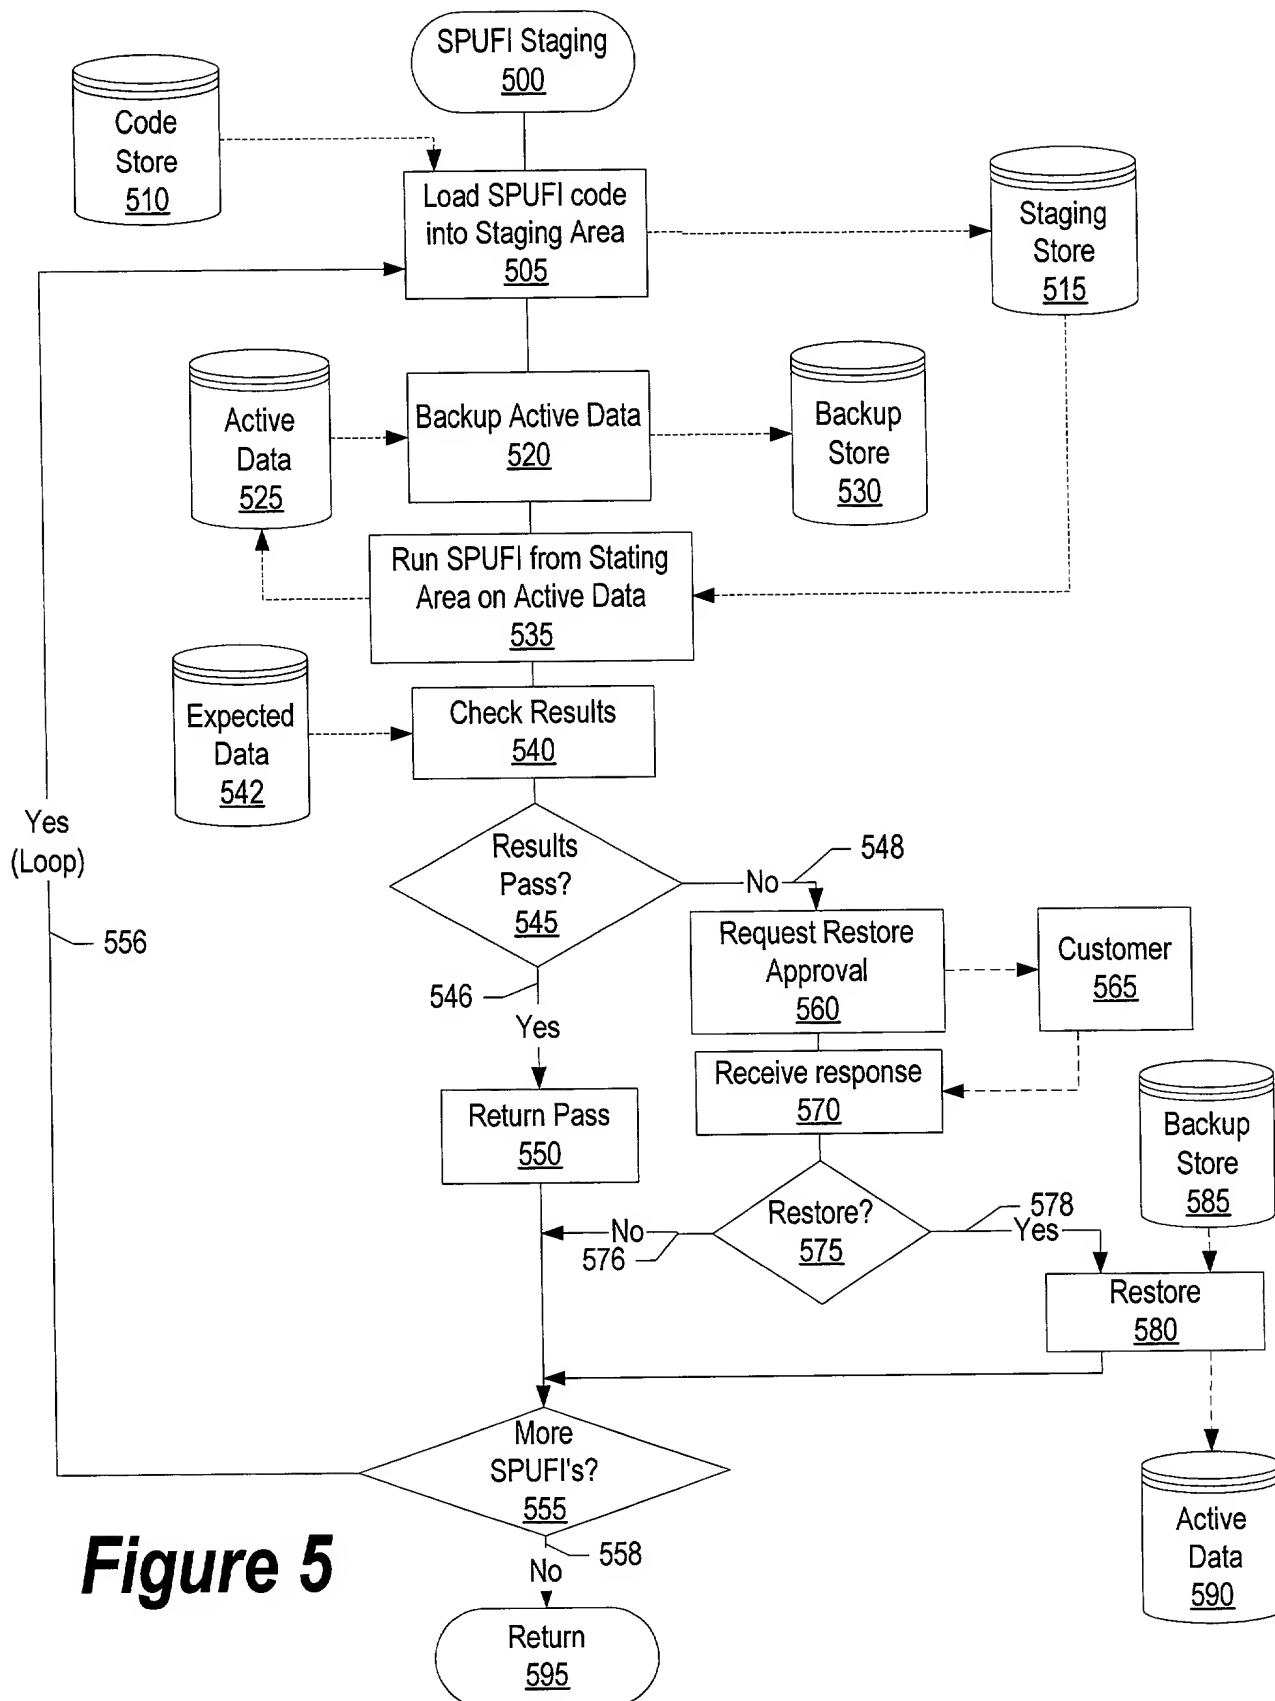 SPUFI Staging
500
Code
Store
510
Load SPUFI code
into Staging Area
505
Staging
Store
515
Active
Data
525
Backup Active Data
520
Backup
Store
530
Run SPUFI from Stating
Area on Active Data
535
Expected
Data
542
Check Results
540
Yes
(Loop)
556
Results
Pass?
545
No
548
546
Yes
Request Restore
Approval
560
Customer
565
Receive response
570
Return Pass
550
Backup
Store
585
Restore?
575
No
576
578
Yes
Restore
580
More
SPUFI's?
555
558
No
Active
Data
590
Figure 5
Return
595